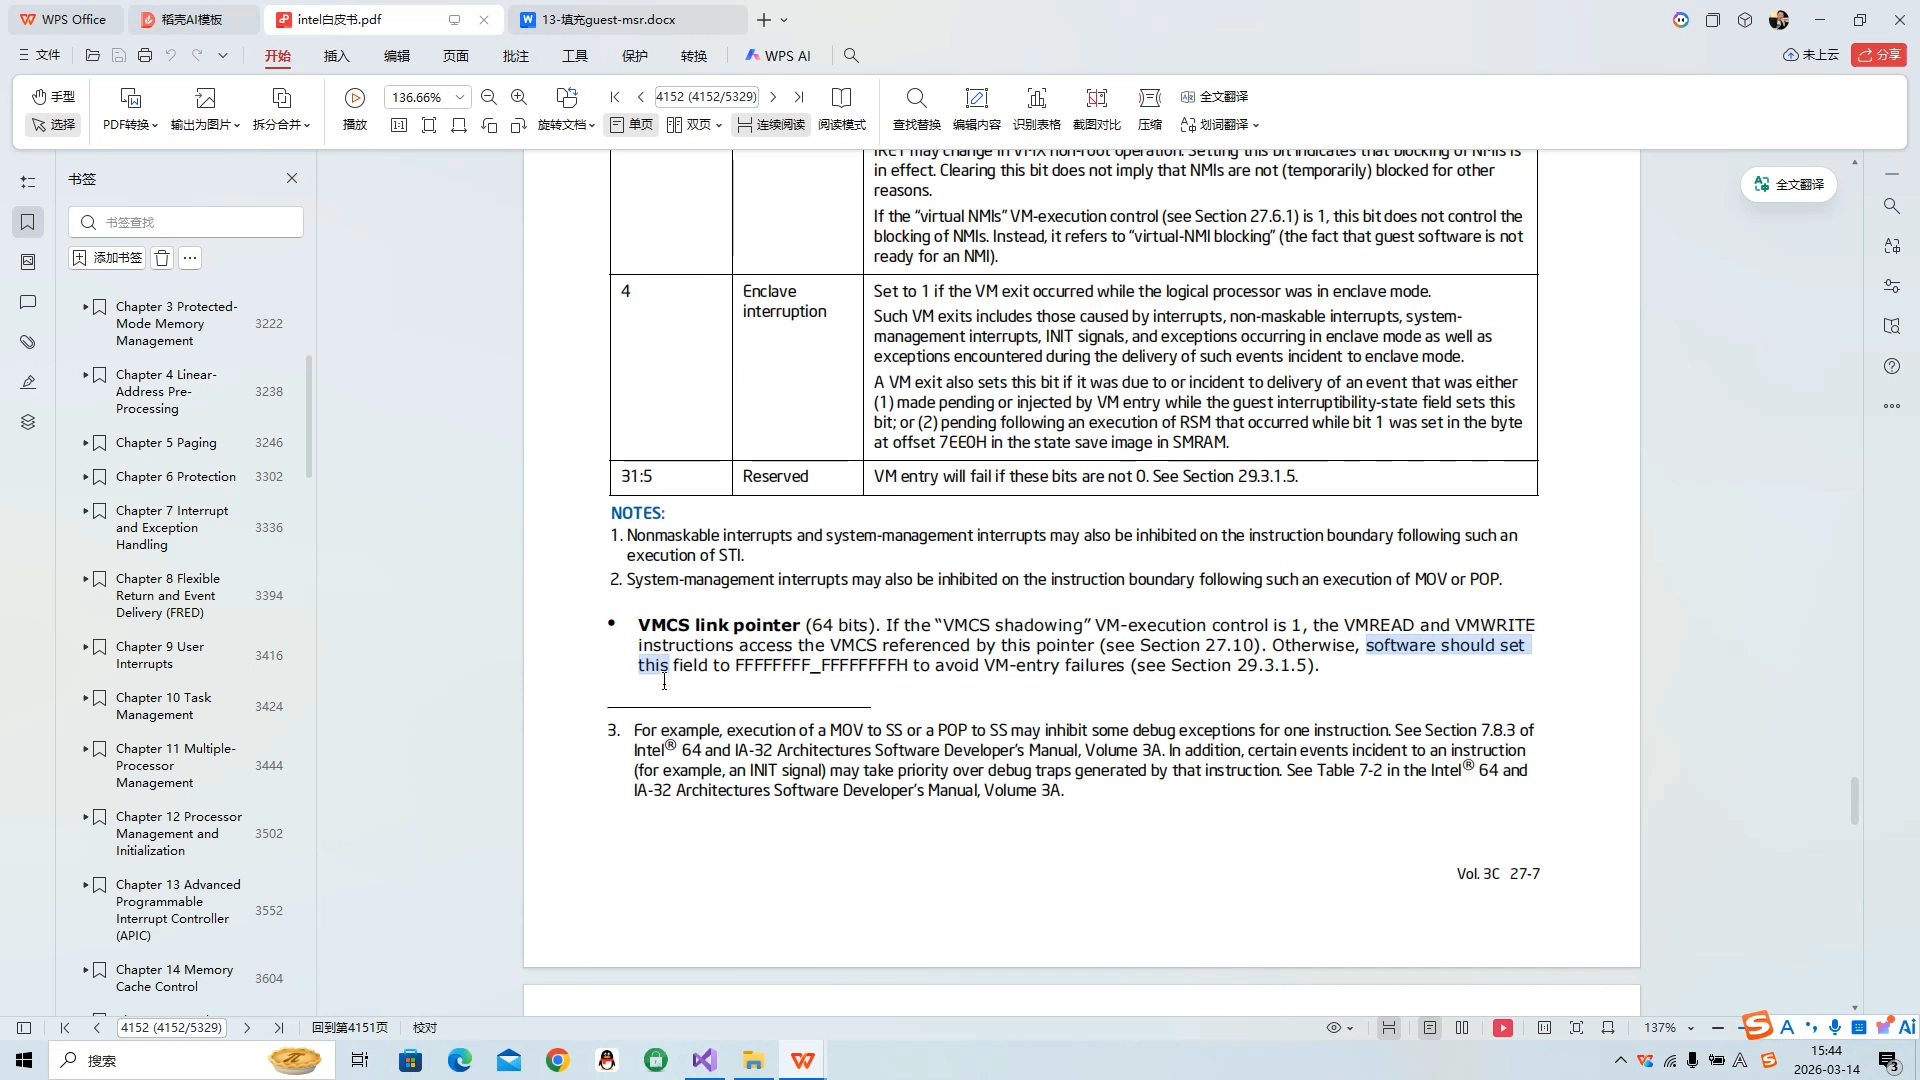 WPS Office
稻壳AI模板
intel白皮书.pdf
13-填充guest-msr.docx
文件
开始
插入
编辑
页面
批注
工具
保护
转换
WPS AI
未上云
分享
手型
选择
PDF转换
输出为图片
拆分合并
播放
136.66%
旋转文档
4152 (4152/5329)
单页
双页
连续阅读
阅读模式
查找替换
编辑内容
识别表格
截图对比
压缩
全文翻译
划词翻译
书签
书签查找
添加书签
Chapter 3 Protected-
Mode Memory
Management
3222
Chapter 4 Linear-
Address Pre-
Processing
3238
Chapter 5 Paging
3246
Chapter 6 Protection
3302
Chapter 7 Interrupt
and Exception
Handling
3336
Chapter 8 Flexible
Return and Event
Delivery (FRED)
3394
Chapter 9 User
Interrupts
3416
Chapter 10 Task
Management
3424
Chapter 11 Multiple-
Processor
Management
3444
Chapter 12 Processor
Management and
Initialization
3502
Chapter 13 Advanced
Programmable
Interrupt Controller
(APIC)
3552
Chapter 14 Memory
Cache Control
3604
IRET may change in VMX non-root operation. Setting this bit indicates that blocking of NMIs is
in effect. Clearing this bit does not imply that NMIs are not (temporarily) blocked for other
reasons.
If the “virtual NMIs” VM-execution control (see Section 27.6.1) is 1, this bit does not control the
blocking of NMIs. Instead, it refers to “virtual-NMI blocking” (the fact that guest software is not
ready for an NMI).
4
Enclave
interruption
Set to 1 if the VM exit occurred while the logical processor was in enclave mode.
Such VM exits includes those caused by interrupts, non-maskable interrupts, system-
management interrupts, INIT signals, and exceptions occurring in enclave mode as well as
exceptions encountered during the delivery of such events incident to enclave mode.
A VM exit also sets this bit if it was due to or incident to delivery of an event that was either
(1) made pending or injected by VM entry while the guest interruptibility-state field sets this
bit; or (2) pending following an execution of RSM that occurred while bit 1 was set in the byte
at offset 7EE0H in the state save image in SMRAM.
31:5
Reserved
VM entry will fail if these bits are not 0. See Section 29.3.1.5.
NOTES:
1. Nonmaskable interrupts and system-management interrupts may also be inhibited on the instruction boundary following such an
execution of STI.
2. System-management interrupts may also be inhibited on the instruction boundary following such an execution of MOV or POP.
• VMCS link pointer (64 bits). If the “VMCS shadowing” VM-execution control is 1, the VMREAD and VMWRITE
instructions access the VMCS referenced by this pointer (see Section 27.10). Otherwise, software should set
this field to FFFFFFFF_FFFFFFFFH to avoid VM-entry failures (see Section 29.3.1.5).
3. For example, execution of a MOV to SS or a POP to SS may inhibit some debug exceptions for one instruction. See Section 7.8.3 of
Intel® 64 and IA-32 Architectures Software Developer’s Manual, Volume 3A. In addition, certain events incident to an instruction
(for example, an INIT signal) may take priority over debug traps generated by that instruction. See Table 7-2 in the Intel® 64 and
IA-32 Architectures Software Developer’s Manual, Volume 3A.
Vol. 3C 27-7
全文翻译
4152 (4152/5329)
回到第4151页
校对
137%
搜索
15:44
2026-03-14
3